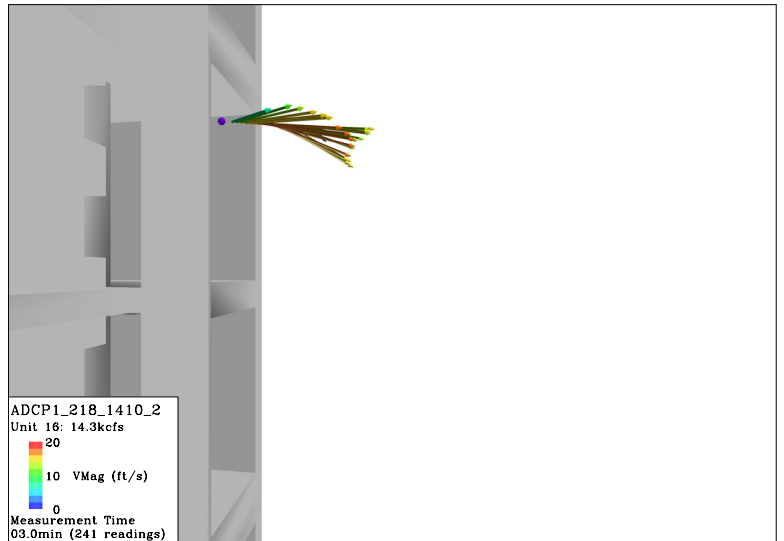 ADCP1_218_1410_2
Unit 16: 14.3kcfs
20
10 VMag (ft/s)
0
Measurement Time
03.0min (241 readings)